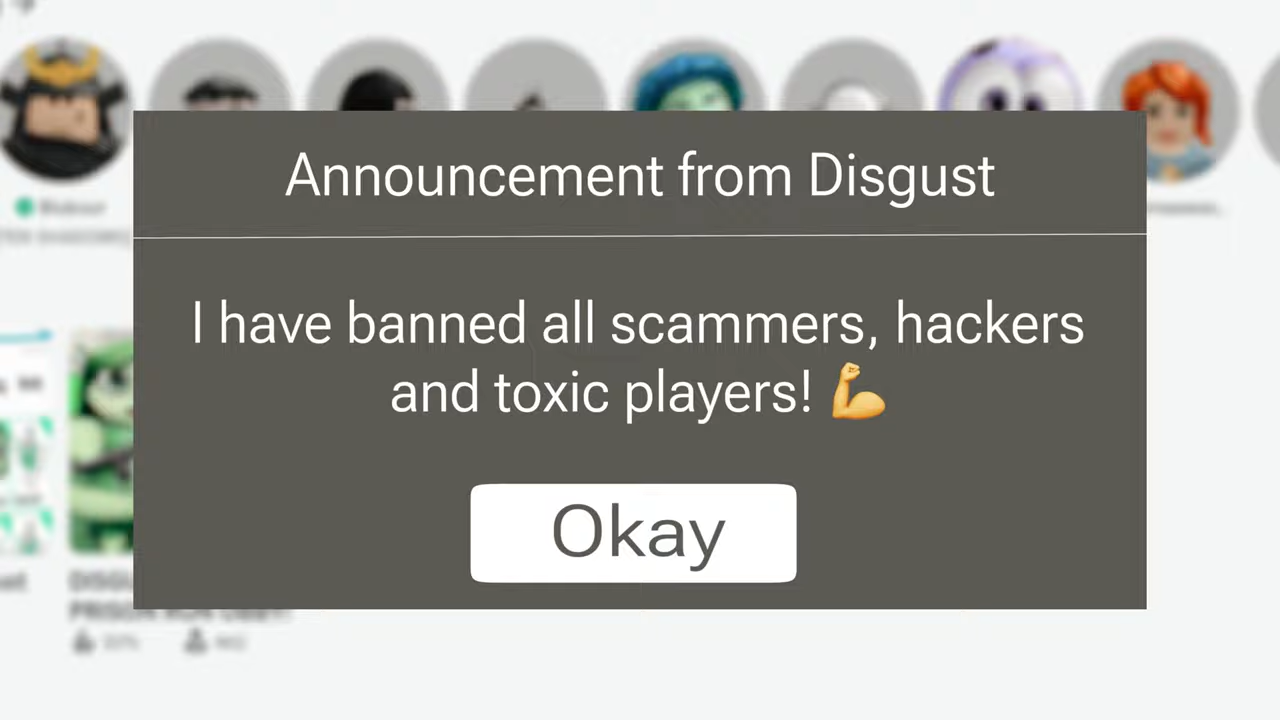 Announcement from Disgust
I have banned all scammers, hackers
and toxic players! 💪
Okay